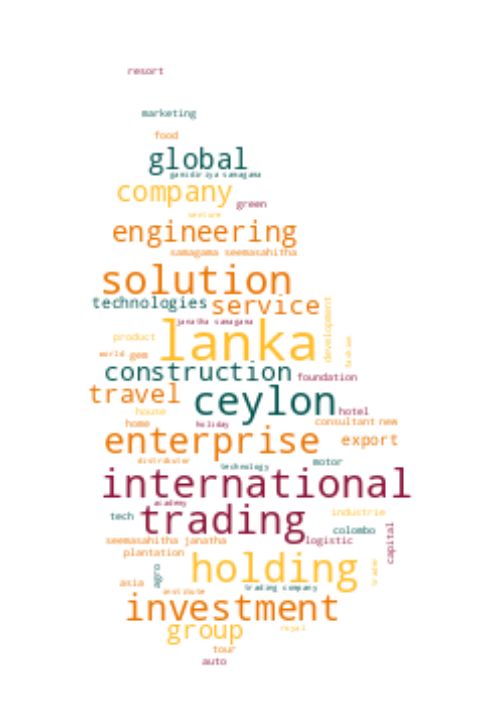 resort
marketing
food
global
gamidiriya samagama
company
green
venture
engineering
samagama seemasahitha
solution
technologies service
development
janatha samagama
lanka
product
fashion
world gem
construction
foundation
travel
ceylon
house
hotel
home
holiday
consultant new
enterprise
export
distributor
technology
motor
international
academy
tech
trading
industrie
colombo
capital
seemasahitha janatha
logistic
plantation
holding
agro
trader
asia
institute
trading company
investment
group
royal
tour
auto